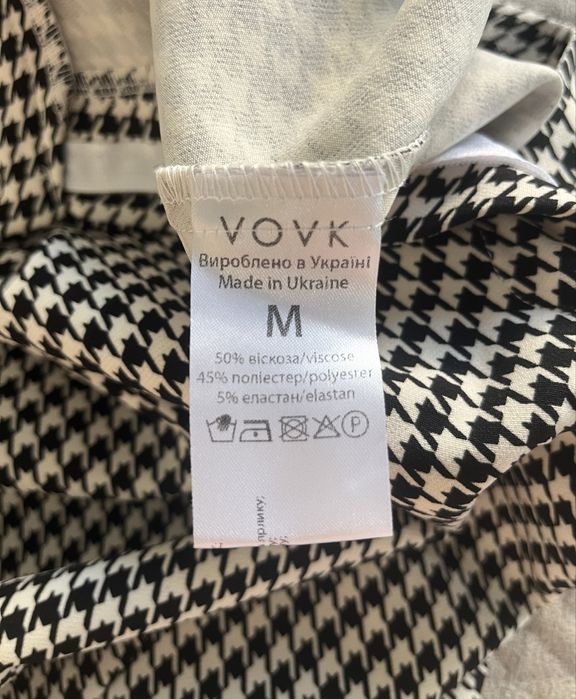 VOVK
Вироблено в Україні
Made in Ukraine
M
50% віскоза/viscose
45% поліестер/polyester
5% еластан/elastan
P